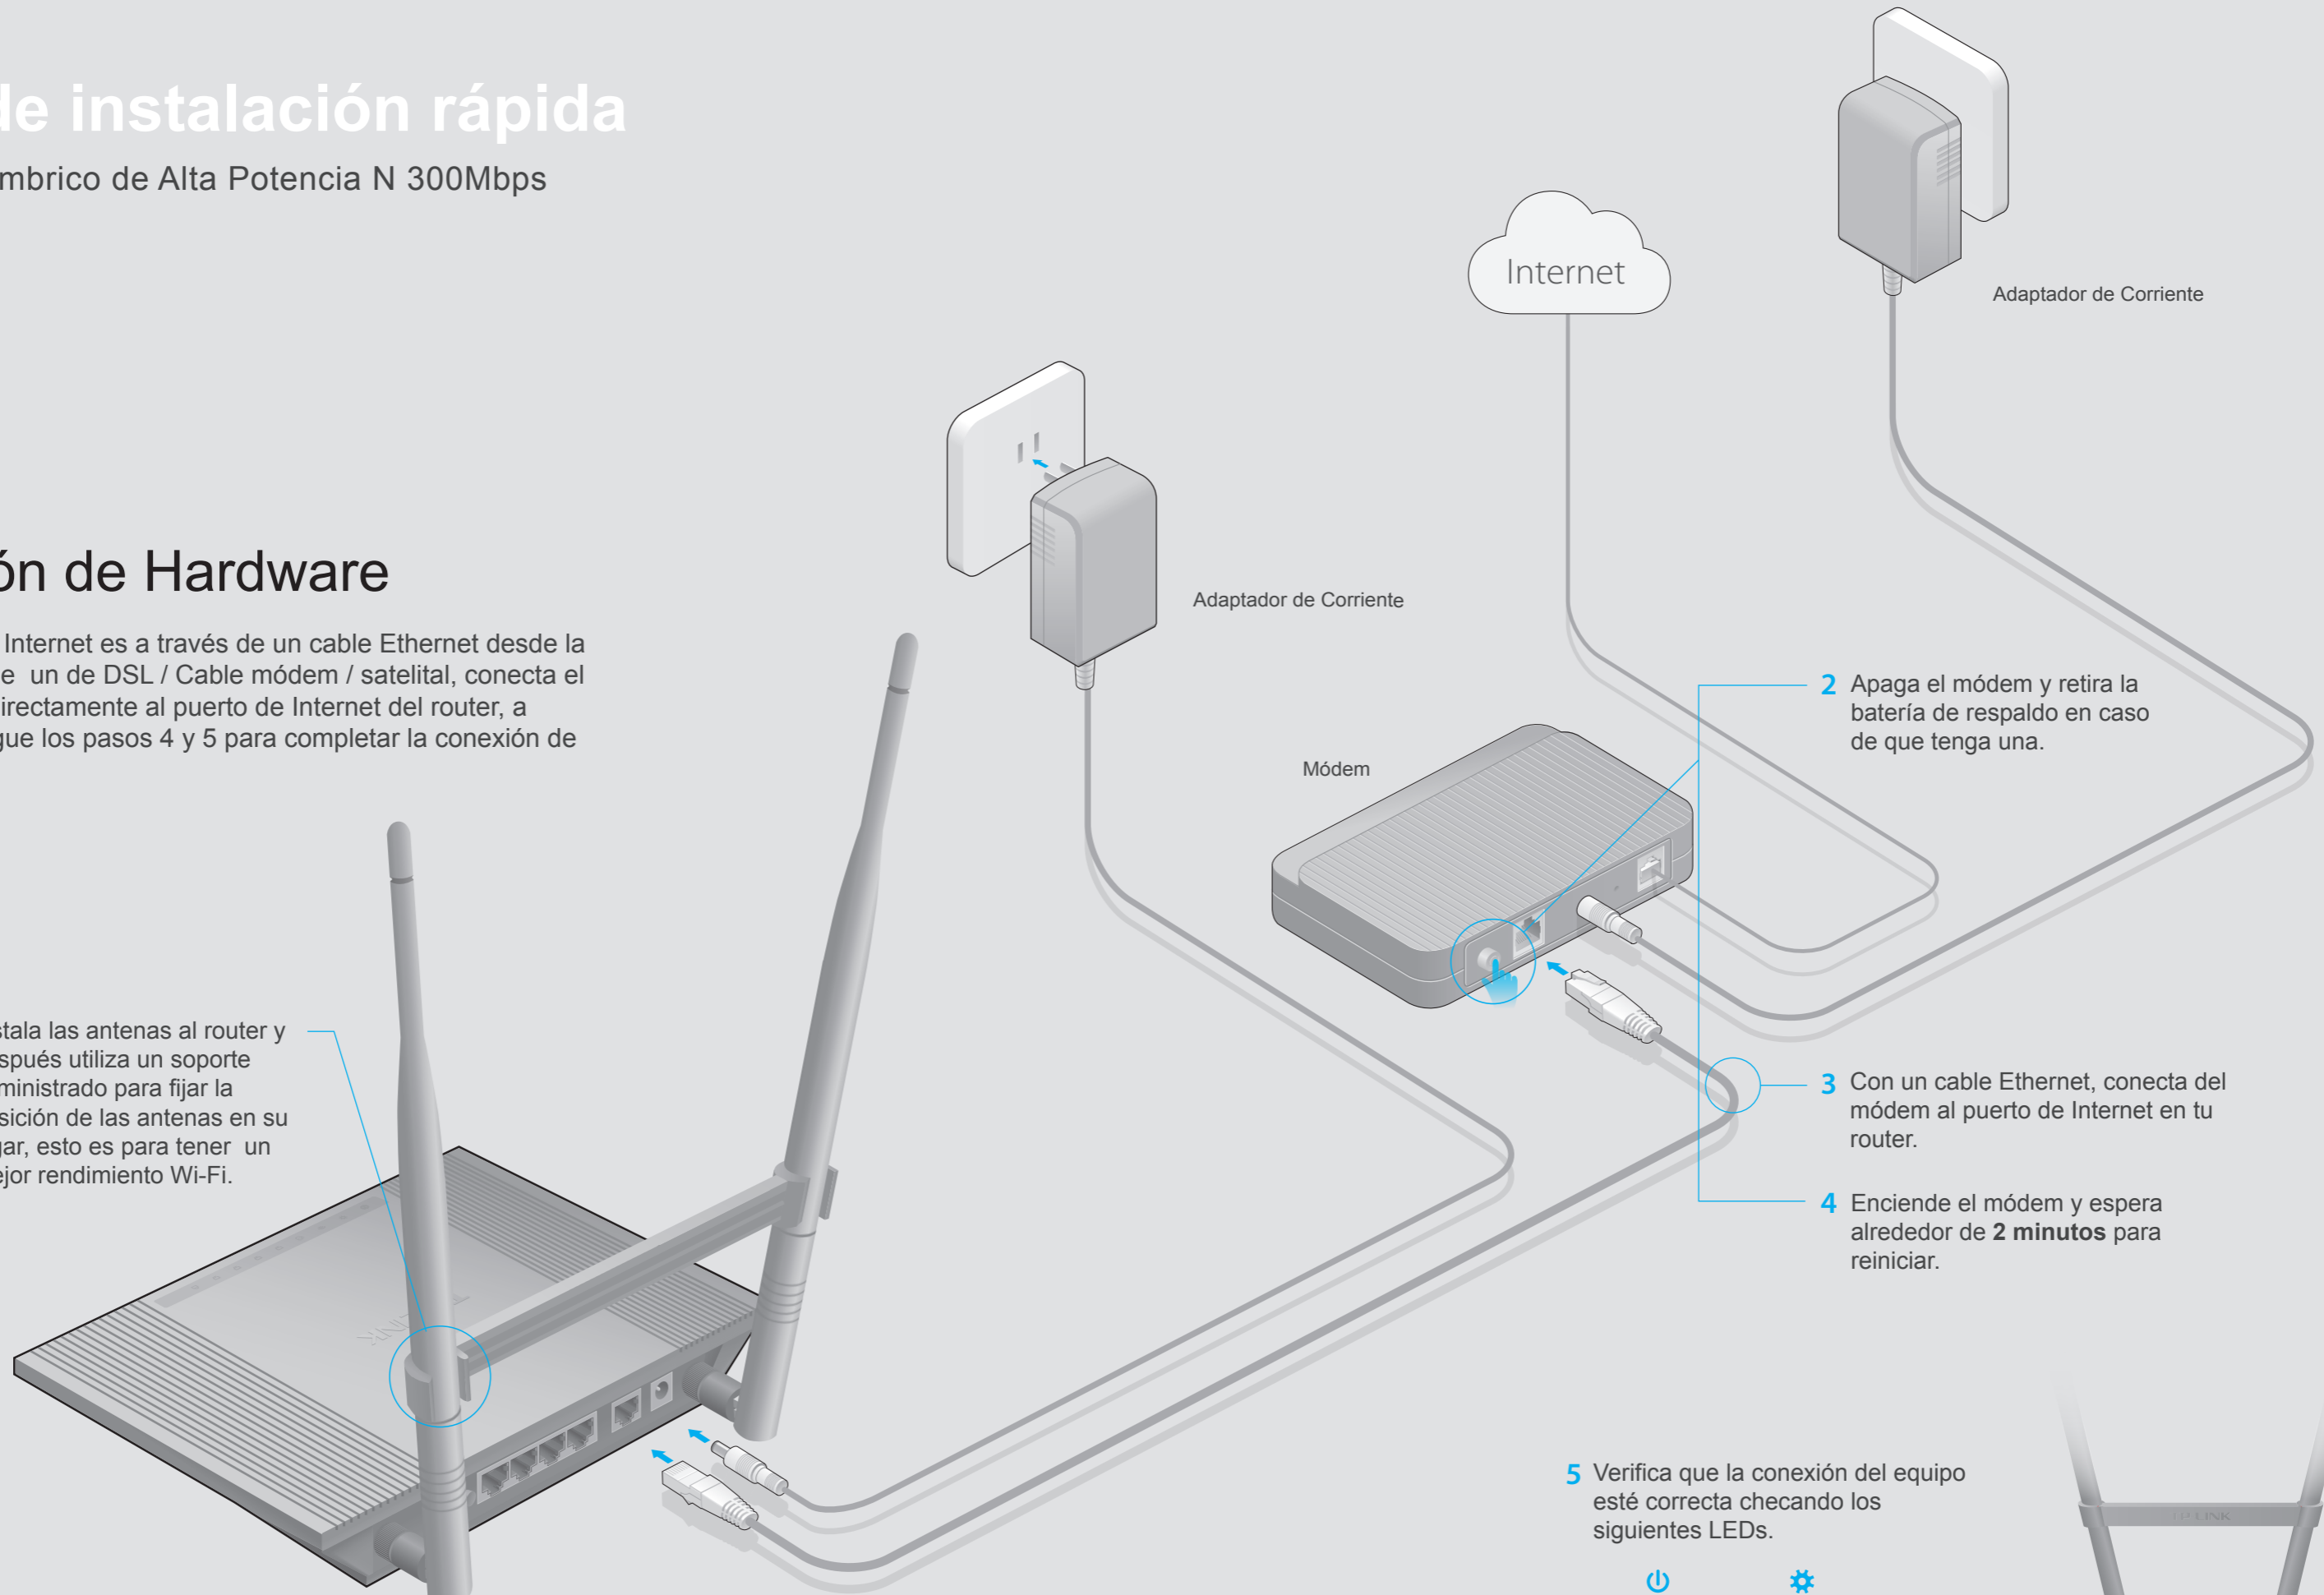 de instalación rápida
mbrico de Alta Potencia N 300Mbps
Internet
Adaptador de Corriente
ón de Hardware
Adaptador de Corriente
Internet es a través de un cable Ethernet desde la
e un de DSL / Cable módem / satelital, conecta el
directamente al puerto de Internet del router, a
gue los pasos 4 y 5 para completar la conexión de
Módem
2 Apaga el módem y retira la
batería de respaldo en caso
de que tenga una.
stala las antenas al router y
spués utiliza un soporte
ministrado para fijar la
sición de las antenas en su
gar, esto es para tener un
ejor rendimiento Wi-Fi.
3 Con un cable Ethernet, conecta del
módem al puerto de Internet en tu
router.
4 Enciende el módem y espera
alrededor de 2 minutos para
reiniciar.
5 Verifica que la conexión del equipo
esté correcta checando los
siguientes LEDs.
TP-LINK